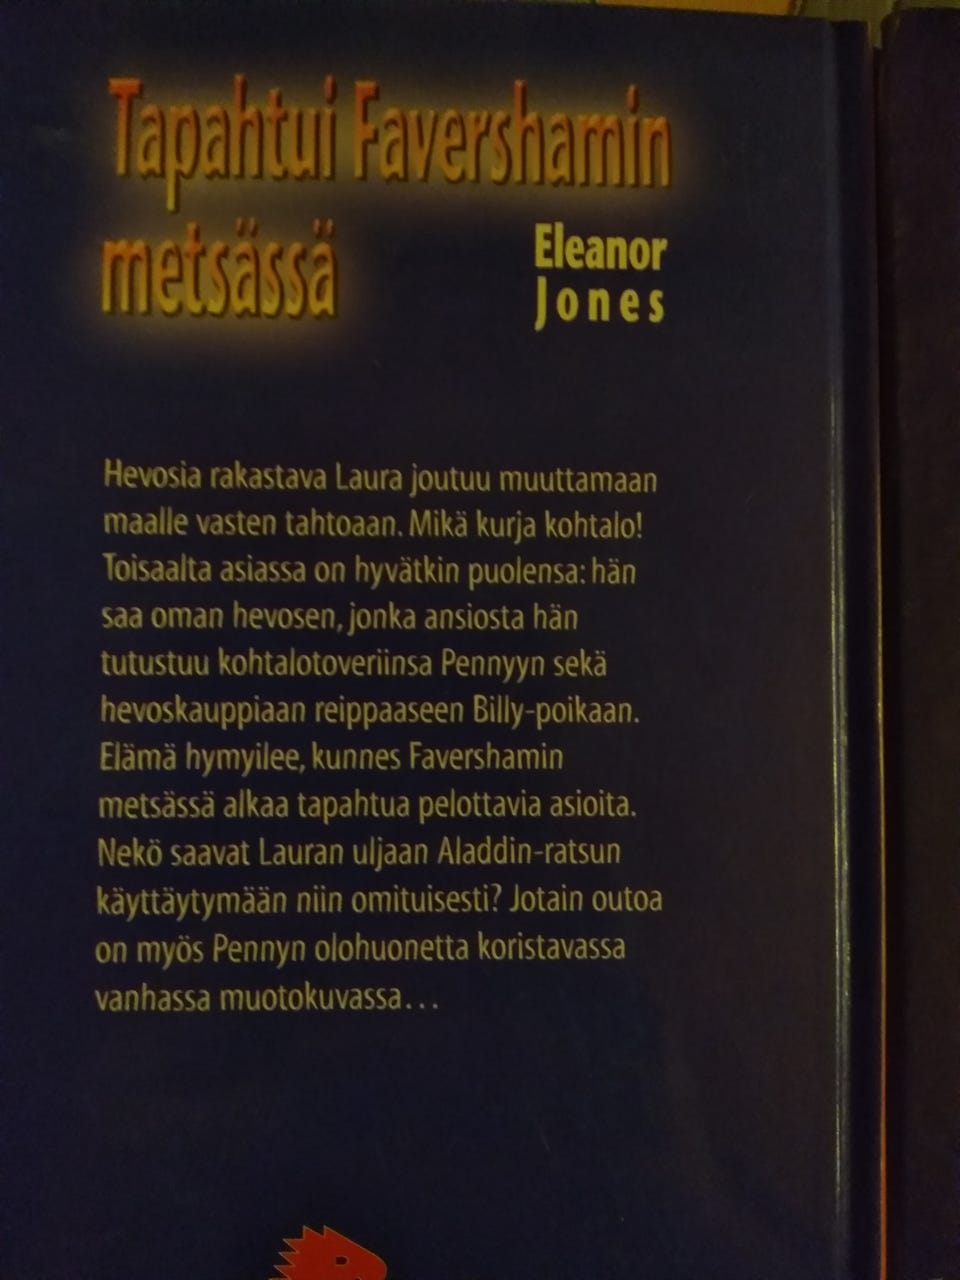 Tapahtui Favershamin
metsässä
Eleanor
Jones
Hevosia rakastava Laura joutuu muuttamaan
maalle vasten tahtoaan. Mikä kurja kohtalo!
Toisaalta asiassa on hyvätkin puolensa: hän
saa oman hevosen, jonka ansiosta hän
tutustuu kohtalotoveriinsa Pennyyn sekä
hevoskauppiaan reippaaseen Billy-poikaan.
Elämä hymyilee, kunnes Favershamin
metsässä alkaa tapahtua pelottavia asioita.
Nekö saavat Lauran uljaan Aladdin-ratsun
käyttäytymään niin omituisesti? Jotain outoa
on myös Pennyn olohuonetta koristavassa
vanhassa muotokuvassa...